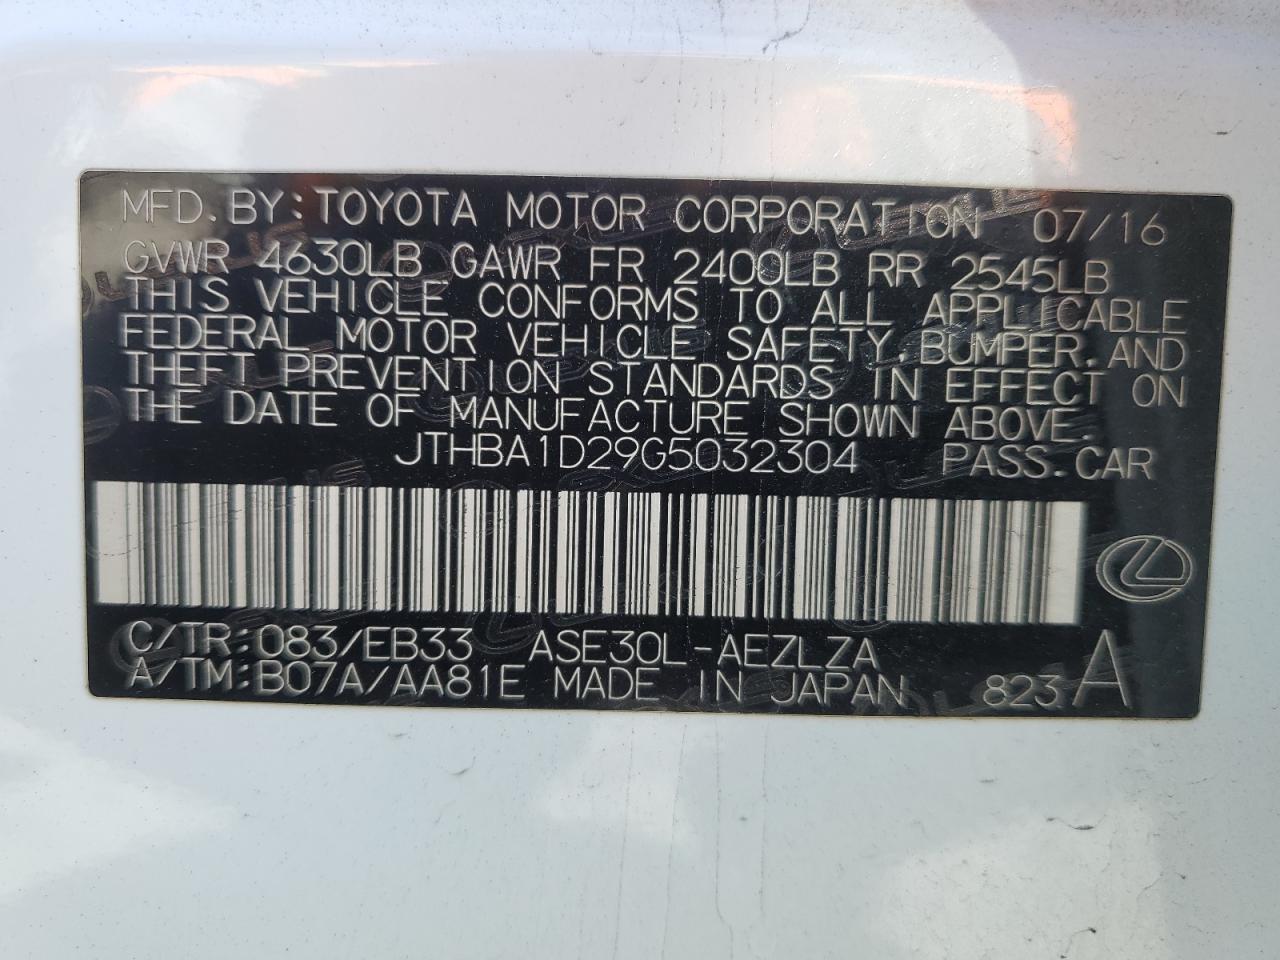 MFD. BY: TOYOTA MOTOR CORPORATION 07/16
GVWR 4630LB GAWR FR 2400LB RR 2545LB
THIS VEHICLE CONFORMS TO ALL APPLICABLE
FEDERAL MOTOR VEHICLE SAFETY, BUMPER, AND
THEFT PREVENTION STANDARDS IN EFFECT ON
THE DATE OF MANUFACTURE SHOWN ABOVE.
JTHBA1D29G5032304 PASS. CAR
C/TR: 083/EB33 ASE30L-AEZLZA
A/TM: B07A/AA81E MADE IN JAPAN 823 A